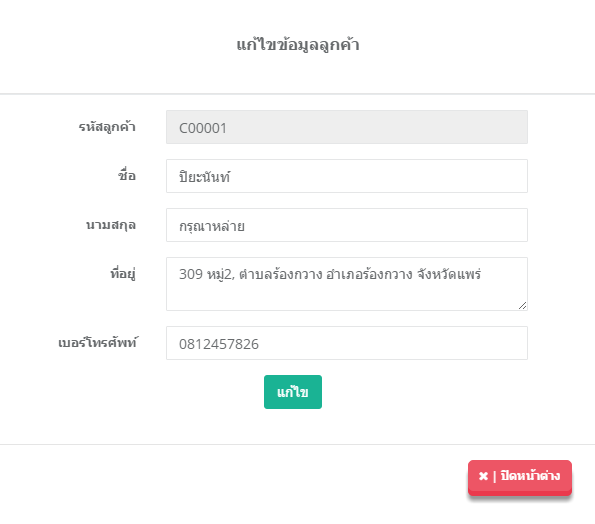 แก้ไขข้อมูลลูกค้า
รหัสลูกค้า C00001
ชื่อ ปิยะนันท์
นามสกุล กรุณาหล่าย
ที่อยู่ 309 หมู่2, ตำบลร้องกวาง อำเภอร้องกวาง จังหวัดแพร่
เบอร์โทรศัพท์ 0812457826
แก้ไข
✖ | ปิดหน้าต่าง